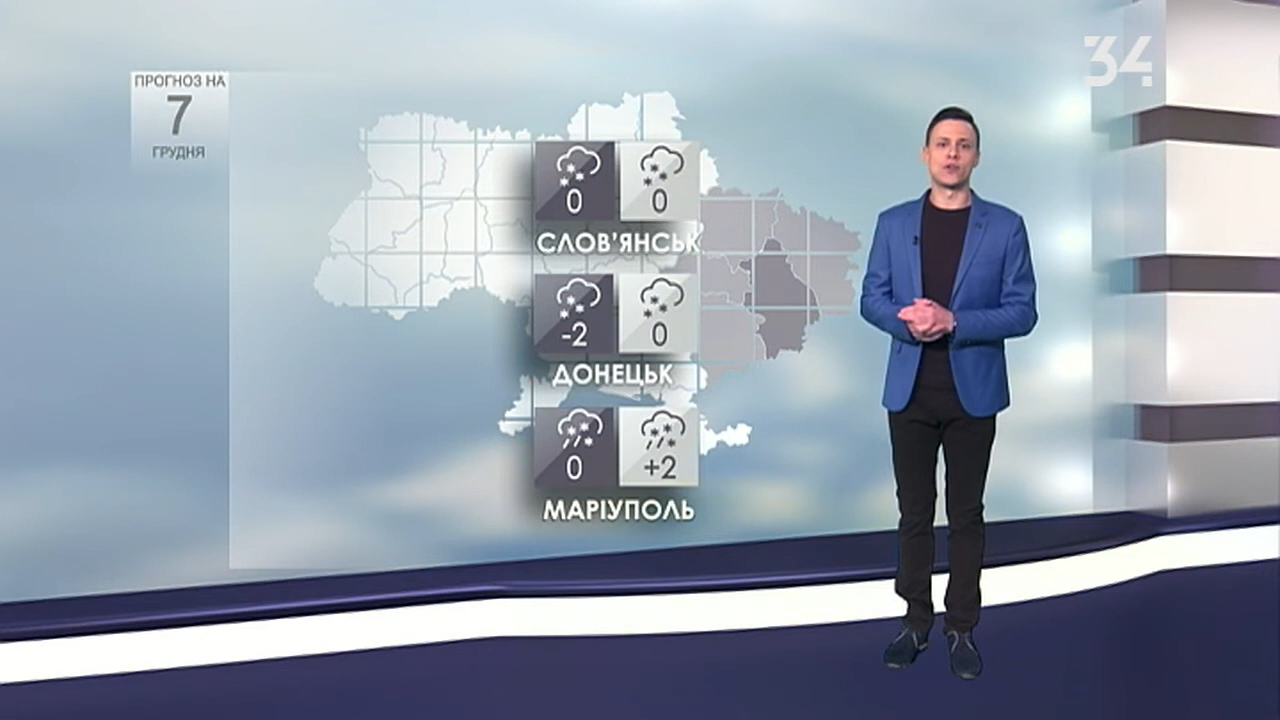 34
ПРОГНОЗ НА
7
ГРУДНЯ
0 0
СЛОВ'ЯНСЬК
-2 0
ДОНЕЦЬК
0 +2
МАРІУПОЛЬ